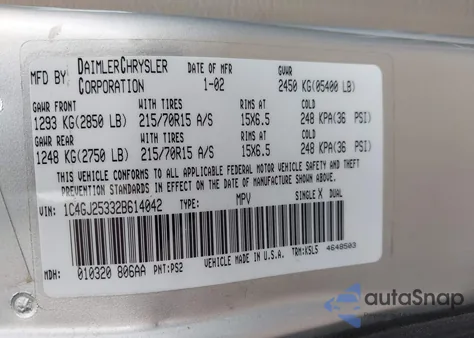 MFD BY: DAIMLERCHRYSLER CORPORATION DATE OF MFR 1-02 GVWR 2450 KG(05400 LB)
GAWR FRONT WITH TIRES RIMS AT COLD
1293 KG(2850 LB) 215/70R15 A/S 15X6.5 248 KPA(36 PSI)
GAWR REAR WITH TIRES RIMS AT COLD
1248 KG(2750 LB) 215/70R15 A/S 15X6.5 248 KPA(36 PSI)
THIS VEHICLE CONFORMS TO ALL APPLICABLE FEDERAL MOTOR VEHICLE SAFETY AND THEFT
PREVENTION STANDARDS IN EFFECT ON THE DATE OF MANUFACTURE SHOWN ABOVE.
VIN: 1C4GJ25332B614042 TYPE: MPV SINGLE X DUAL
MDH: 010320 806AA PNT:PS2 VEHICLE MADE IN U.S.A. TRM:K5L5 4648503
autoSnap